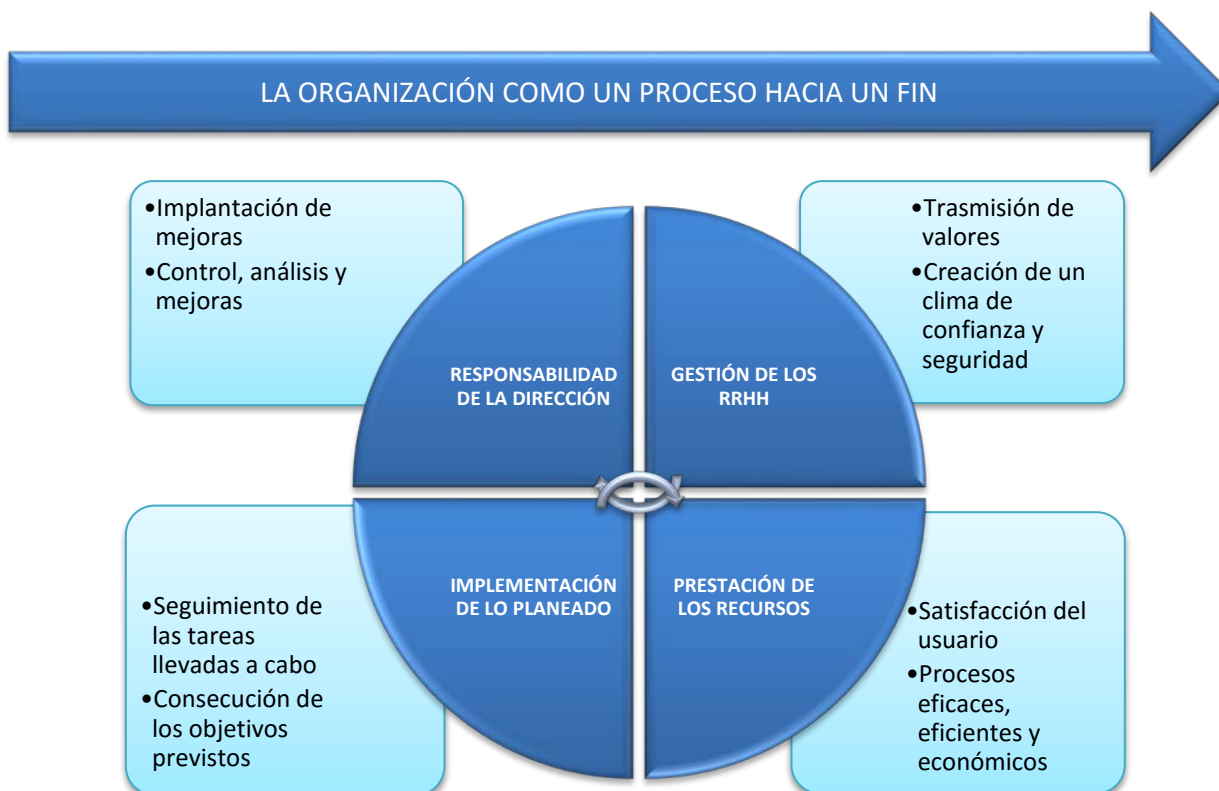 LA ORGANIZACIÓN COMO UN PROCESO HACIA UN FIN
•Implantación de
mejoras
•Control, análisis y
mejoras
•Trasmisión de
valores
•Creación de un
clima de
confianza y
seguridad
RESPONSABILIDAD
DE LA DIRECCIÓN
GESTIÓN DE LOS
RRHH
IMPLEMENTACIÓN
DE LO PLANEADO
PRESTACIÓN DE
LOS RECURSOS
•Seguimiento de
las tareas
llevadas a cabo
•Consecución de
los objetivos
previstos
•Satisfacción del
usuario
•Procesos
eficaces,
eficientes y
económicos